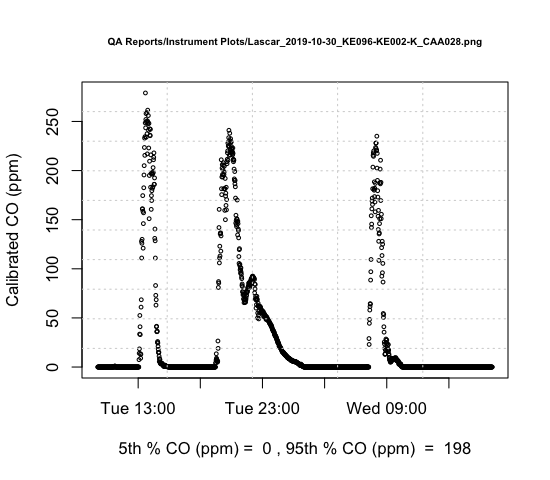 QA Reports/Instrument Plots/Lascar_2019-10-30_KE096-KE002-K_CAA028.png
Calibrated CO (ppm)
250
200
150
100
50
0
Tue 13:00 Tue 23:00 Wed 09:00
5th % CO (ppm) = 0 , 95th % CO (ppm) = 198